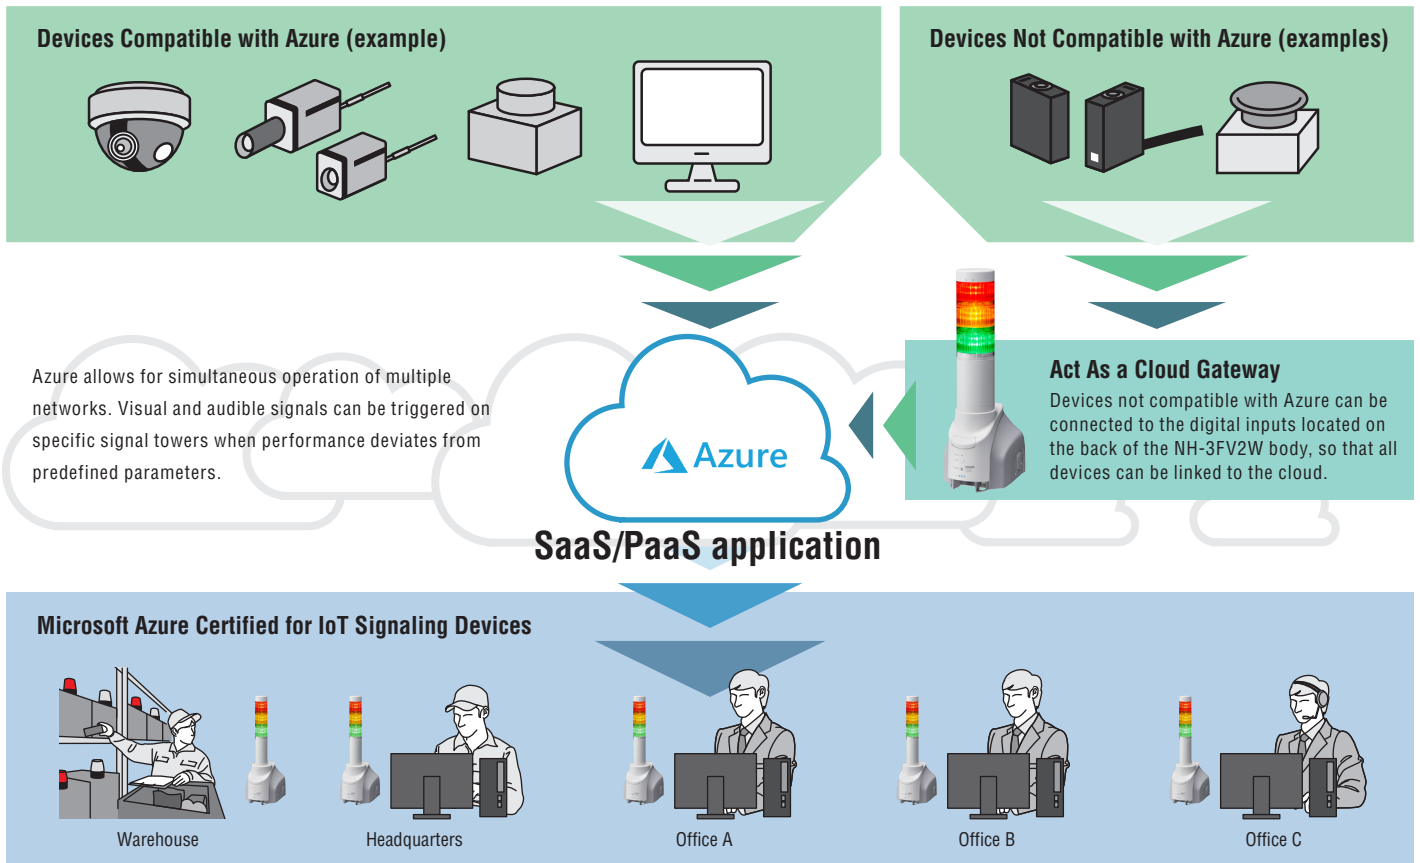 Devices Compatible with Azure (example)
Devices Not Compatible with Azure (examples)
Azure allows for simultaneous operation of multiple
networks. Visual and audible signals can be triggered on
specific signal towers when performance deviates from
predefined parameters.
Azure
Act As a Cloud Gateway
Devices not compatible with Azure can be
connected to the digital inputs located on
the back of the NH-3FV2W body, so that all
devices can be linked to the cloud.
SaaS/PaaS application
Microsoft Azure Certified for IoT Signaling Devices
Warehouse
Headquarters
Office A
Office B
Office C